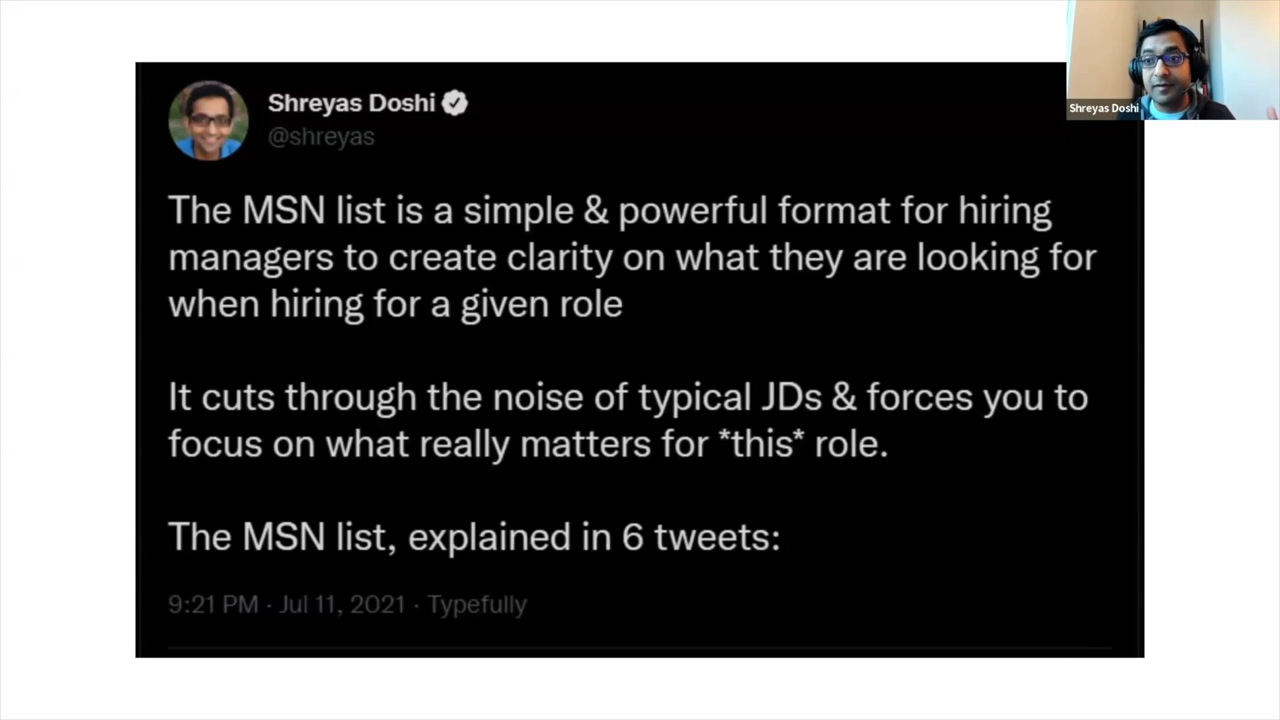 Shreyas Doshi
@shreyas
Shreyas Doshi
The MSN list is a simple & powerful format for hiring
managers to create clarity on what they are looking for
when hiring for a given role
It cuts through the noise of typical JDs & forces you to
focus on what really matters for *this* role.
The MSN list, explained in 6 tweets:
9:21 PM · Jul 11, 2021 · Typefully